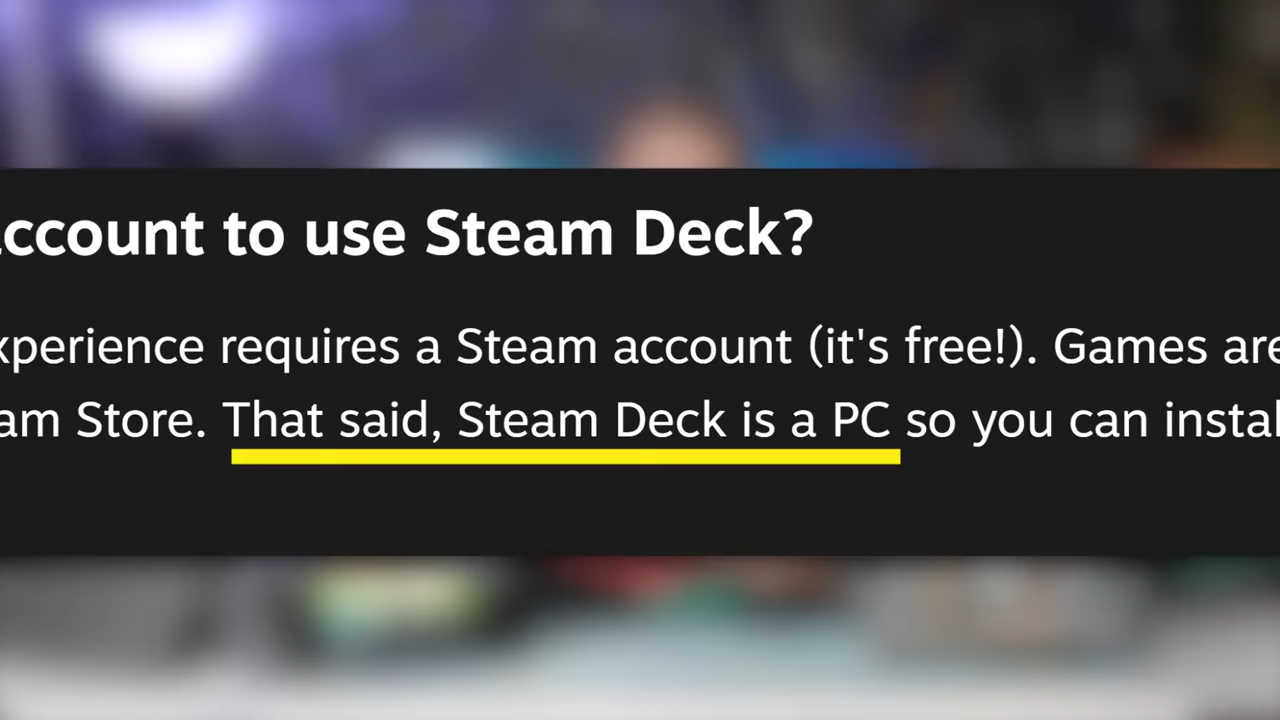 ccount to use Steam Deck?
xperience requires a Steam account (it's free!). Games are
am Store. That said, Steam Deck is a PC so you can instal